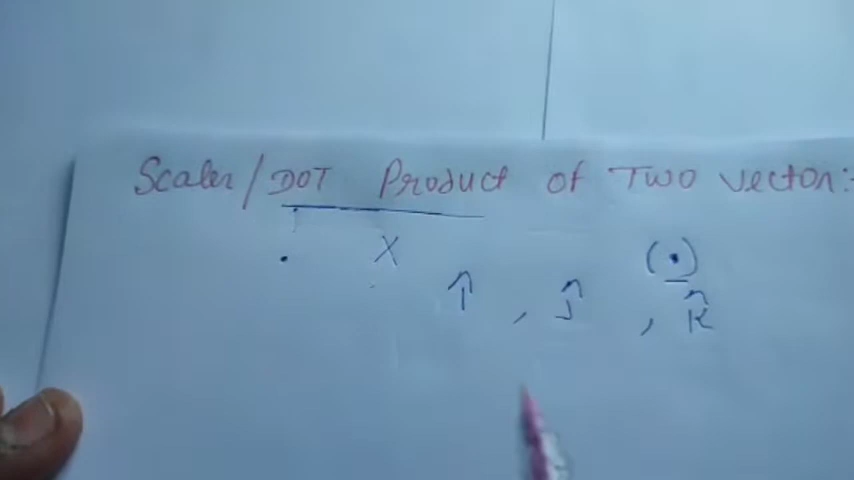 Scaler/DOT Product of Two vector:-
. X (•)
î , ĵ , k̂